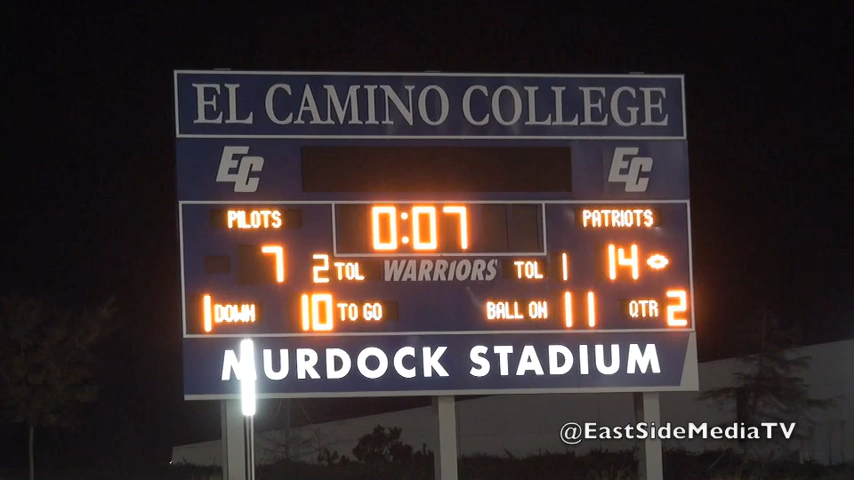 EL CAMINO COLLEGE
EC EC
PILOTS 0:07 PATRIOTS
7 2 TOL WARRIORS TOL 1 14
1 DOWN 10 TO GO BALL ON 11 QTR 2
MURDOCK STADIUM
@EastSideMediaTV